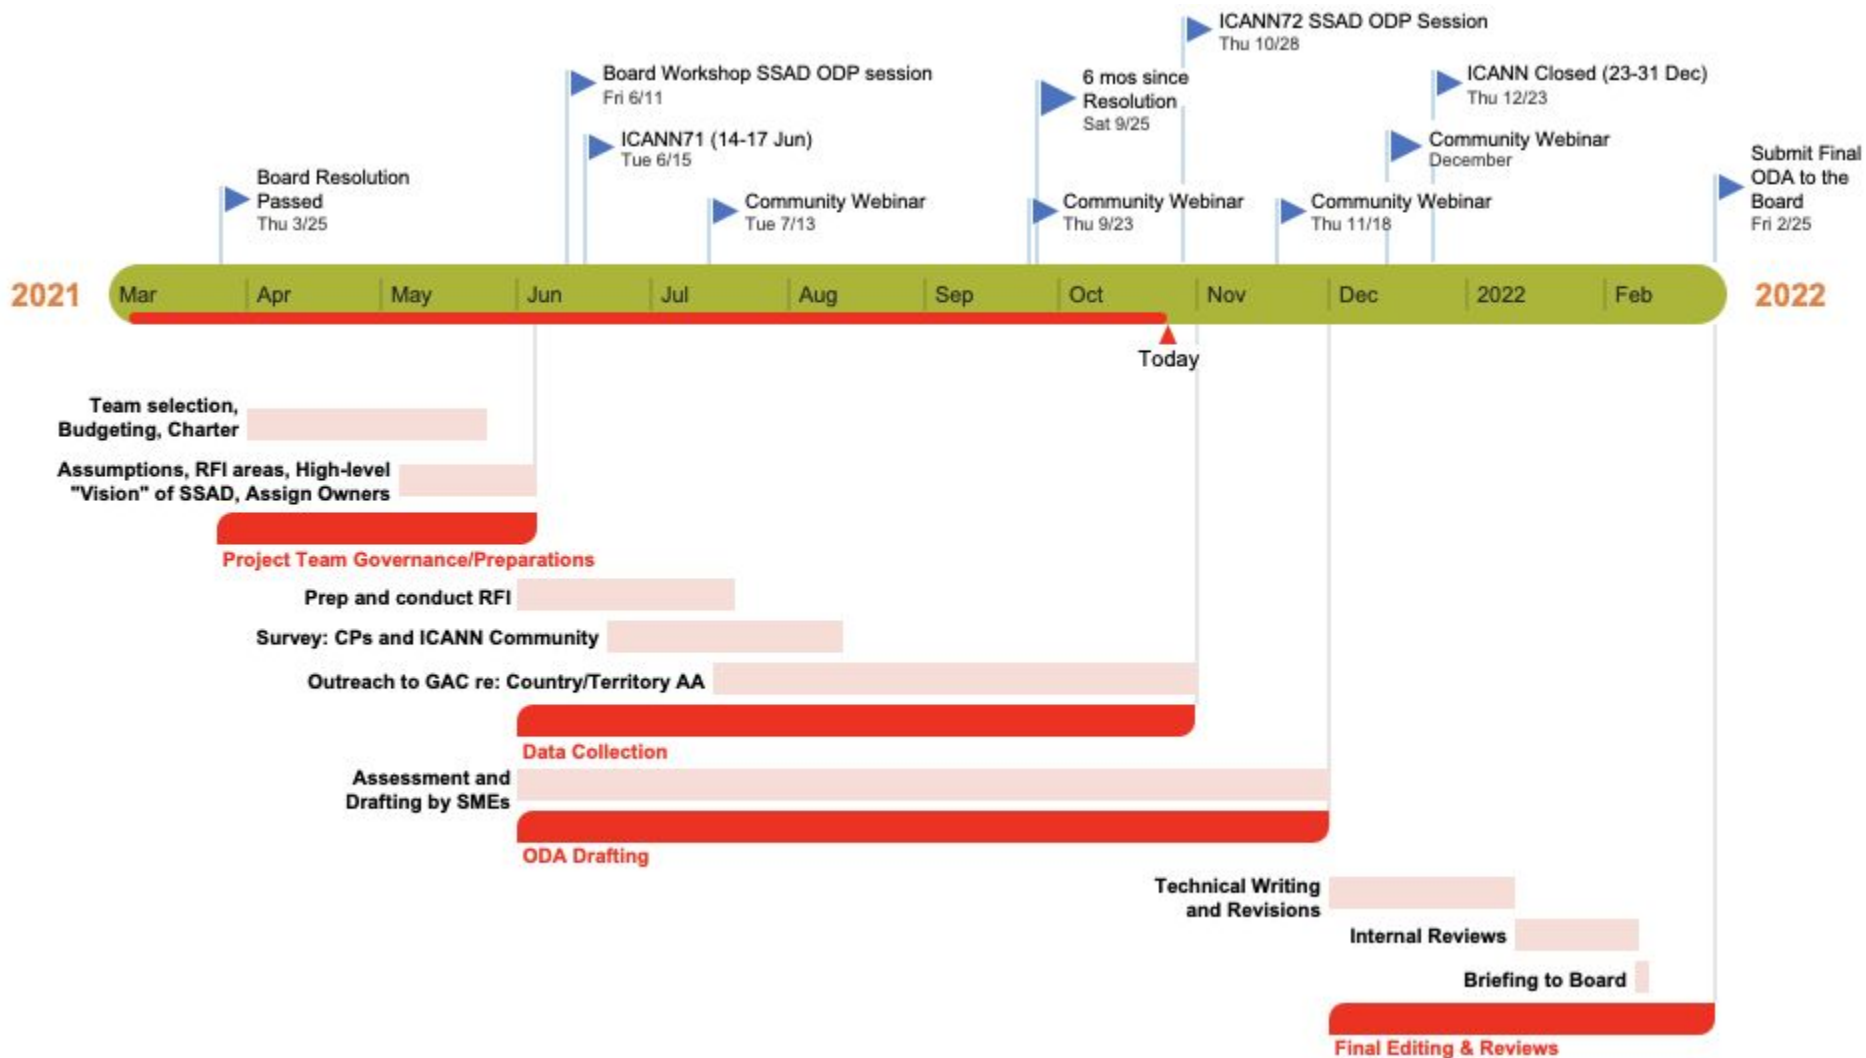 ICANN72 SSAD ODP Session
Thu 10/28
Board Workshop SSAD ODP session
Fri 6/11
6 mos since
Resolution
Sat 9/25
ICANN Closed (23-31 Dec)
Thu 12/23
ICANN71 (14-17 Jun)
Tue 6/15
Community Webinar
December
Board Resolution
Passed
Thu 3/25
Community Webinar
Tue 7/13
Community Webinar
Thu 9/23
Community Webinar
Thu 11/18
Submit Final
ODA to the
Board
Fri 2/25
2021 Mar Apr May Jun Jul Aug Sep Oct Nov Dec 2022 Feb 2022
Today
Team selection,
Budgeting, Charter
Assumptions, RFI areas, High-level
"Vision" of SSAD, Assign Owners
Project Team Governance/Preparations
Prep and conduct RFI
Survey: CPs and ICANN Community
Outreach to GAC re: Country/Territory AA
Data Collection
Assessment and
Drafting by SMEs
ODA Drafting
Technical Writing
and Revisions
Internal Reviews
Briefing to Board
Final Editing & Reviews